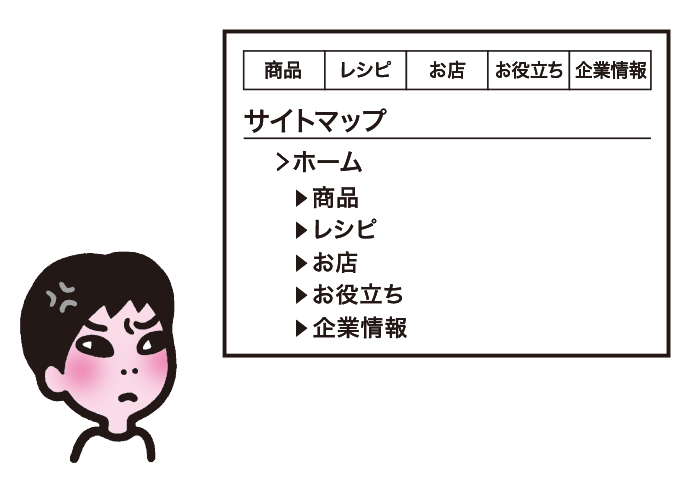 商品 レシピ お店 お役立ち 企業情報
サイトマップ
>ホーム
▶商品
▶レシピ
▶お店
▶お役立ち
▶企業情報